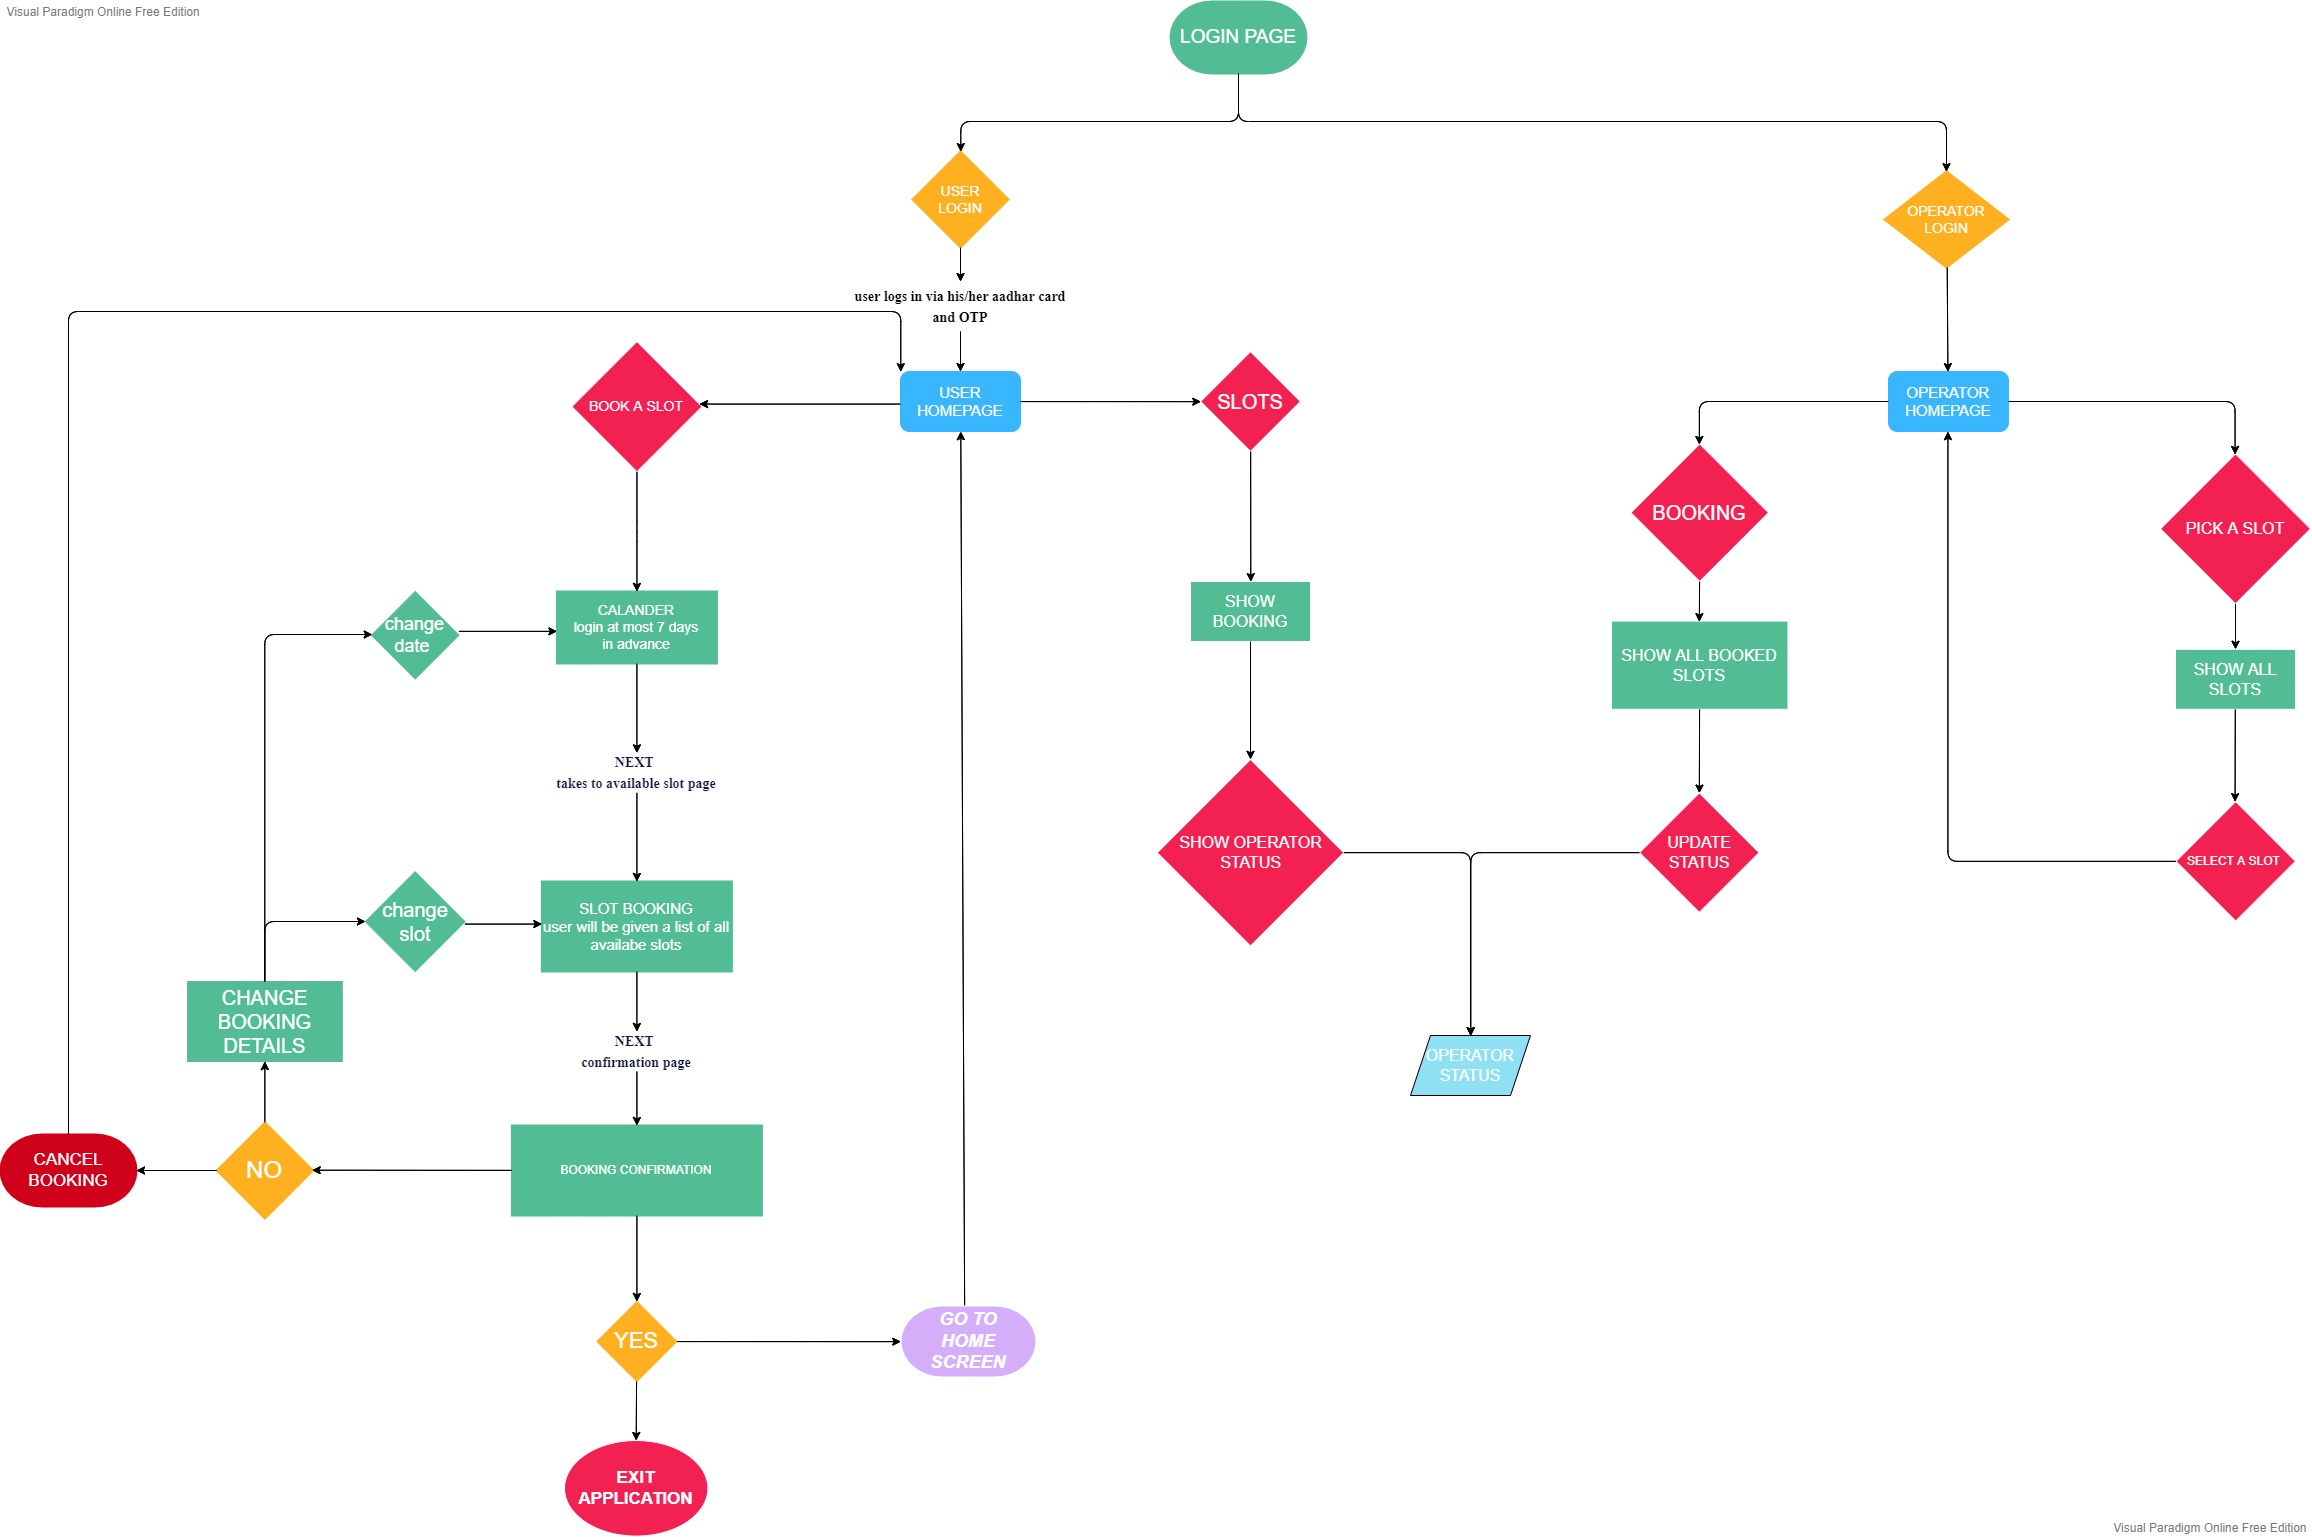 Visual Paradigm Online Free Edition
LOGIN PAGE
USER
LOGIN
OPERATOR
LOGIN
user logs in via his/her aadhar card
and OTP
BOOK A SLOT
USER
HOMEPAGE
SLOTS
OPERATOR
HOMEPAGE
BOOKING
PICK A SLOT
change
date
CALANDER
login at most 7 days
in advance
SHOW
BOOKING
SHOW ALL BOOKED
SLOTS
SHOW ALL
SLOTS
NEXT
takes to available slot page
SHOW OPERATOR
STATUS
UPDATE
STATUS
SELECT A SLOT
change
slot
SLOT BOOKING
user will be given a list of all
availabe slots
CHANGE
BOOKING
DETAILS
NEXT
confirmation page
OPERATOR
STATUS
CANCEL
BOOKING
NO
BOOKING CONFIRMATION
YES
GO TO
HOME
SCREEN
EXIT
APPLICATION
Visual Paradigm Online Free Edition